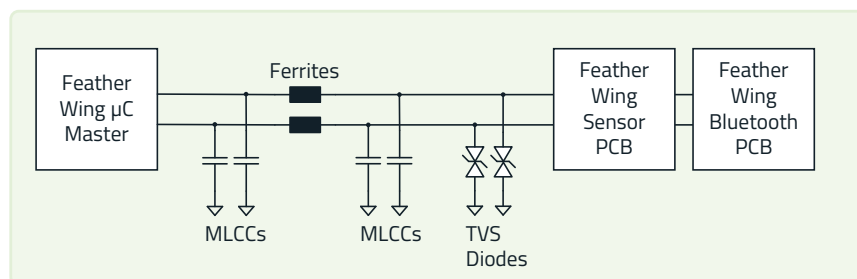 Feather
Wing µC
Master
Ferrites
Feather
Wing
Sensor
PCB
Feather
Wing
Bluetooth
PCB
MLCCs
MLCCs
TVS
Diodes